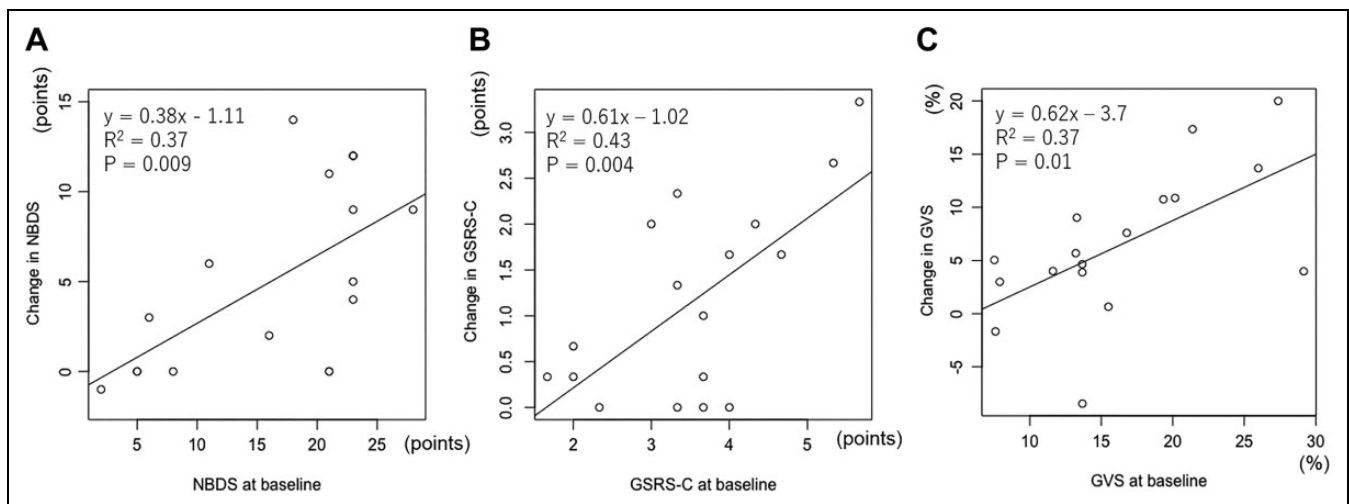 A
(points)
Change in NBDS
15
10
5
0
y = 0.38x - 1.11
R² = 0.37
P = 0.009
5 10 15 20 25 (points)
NBDS at baseline
B
(points)
Change in GSRS-C
3.0
2.5
2.0
1.5
1.0
0.5
0.0
y = 0.61x – 1.02
R² = 0.43
P = 0.004
2 3 4 5 (points)
GSRS-C at baseline
C
(%)
Change in GVS
20
15
10
5
0
-5
y = 0.62x – 3.7
R² = 0.37
P = 0.01
10 15 20 25 30
(%)
GVS at baseline